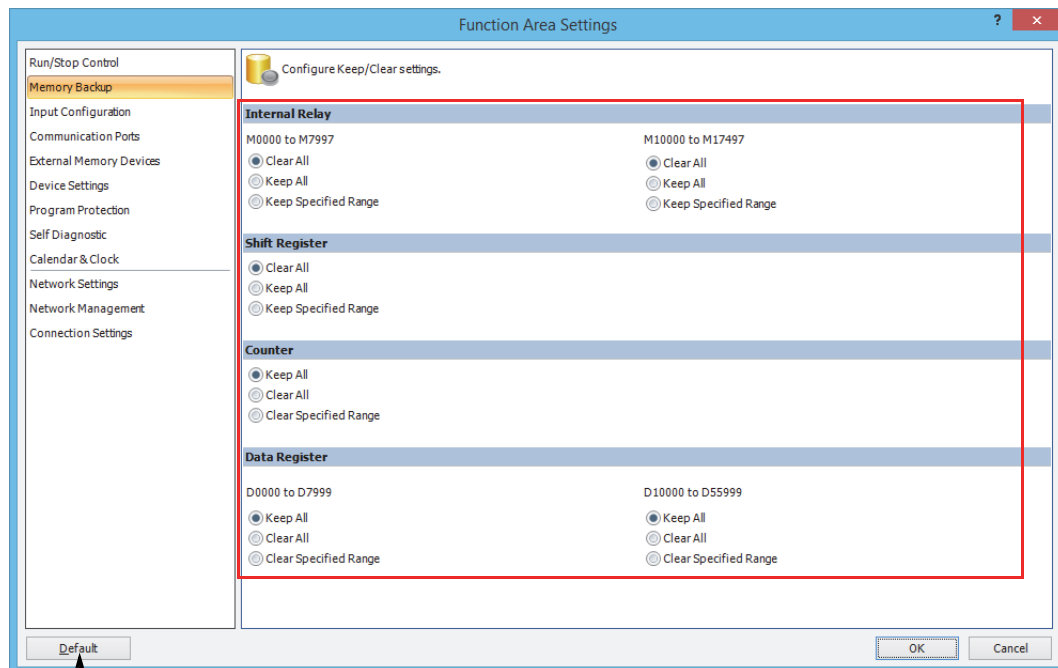 Function Area Settings
?
×
Run/Stop Control
Memory Backup
Input Configuration
Communication Ports
External Memory Devices
Device Settings
Program Protection
Self Diagnostic
Calendar & Clock
Network Settings
Network Management
Connection Settings
Configure Keep/Clear settings.
Internal Relay
M0000 to M7997
Clear All
Keep All
Keep Specified Range
M10000 to M17497
Clear All
Keep All
Keep Specified Range
Shift Register
Clear All
Keep All
Keep Specified Range
Counter
Keep All
Clear All
Clear Specified Range
Data Register
D0000 to D7999
Keep All
Clear All
Clear Specified Range
D10000 to D55999
Keep All
Clear All
Clear Specified Range
Default
OK
Cancel